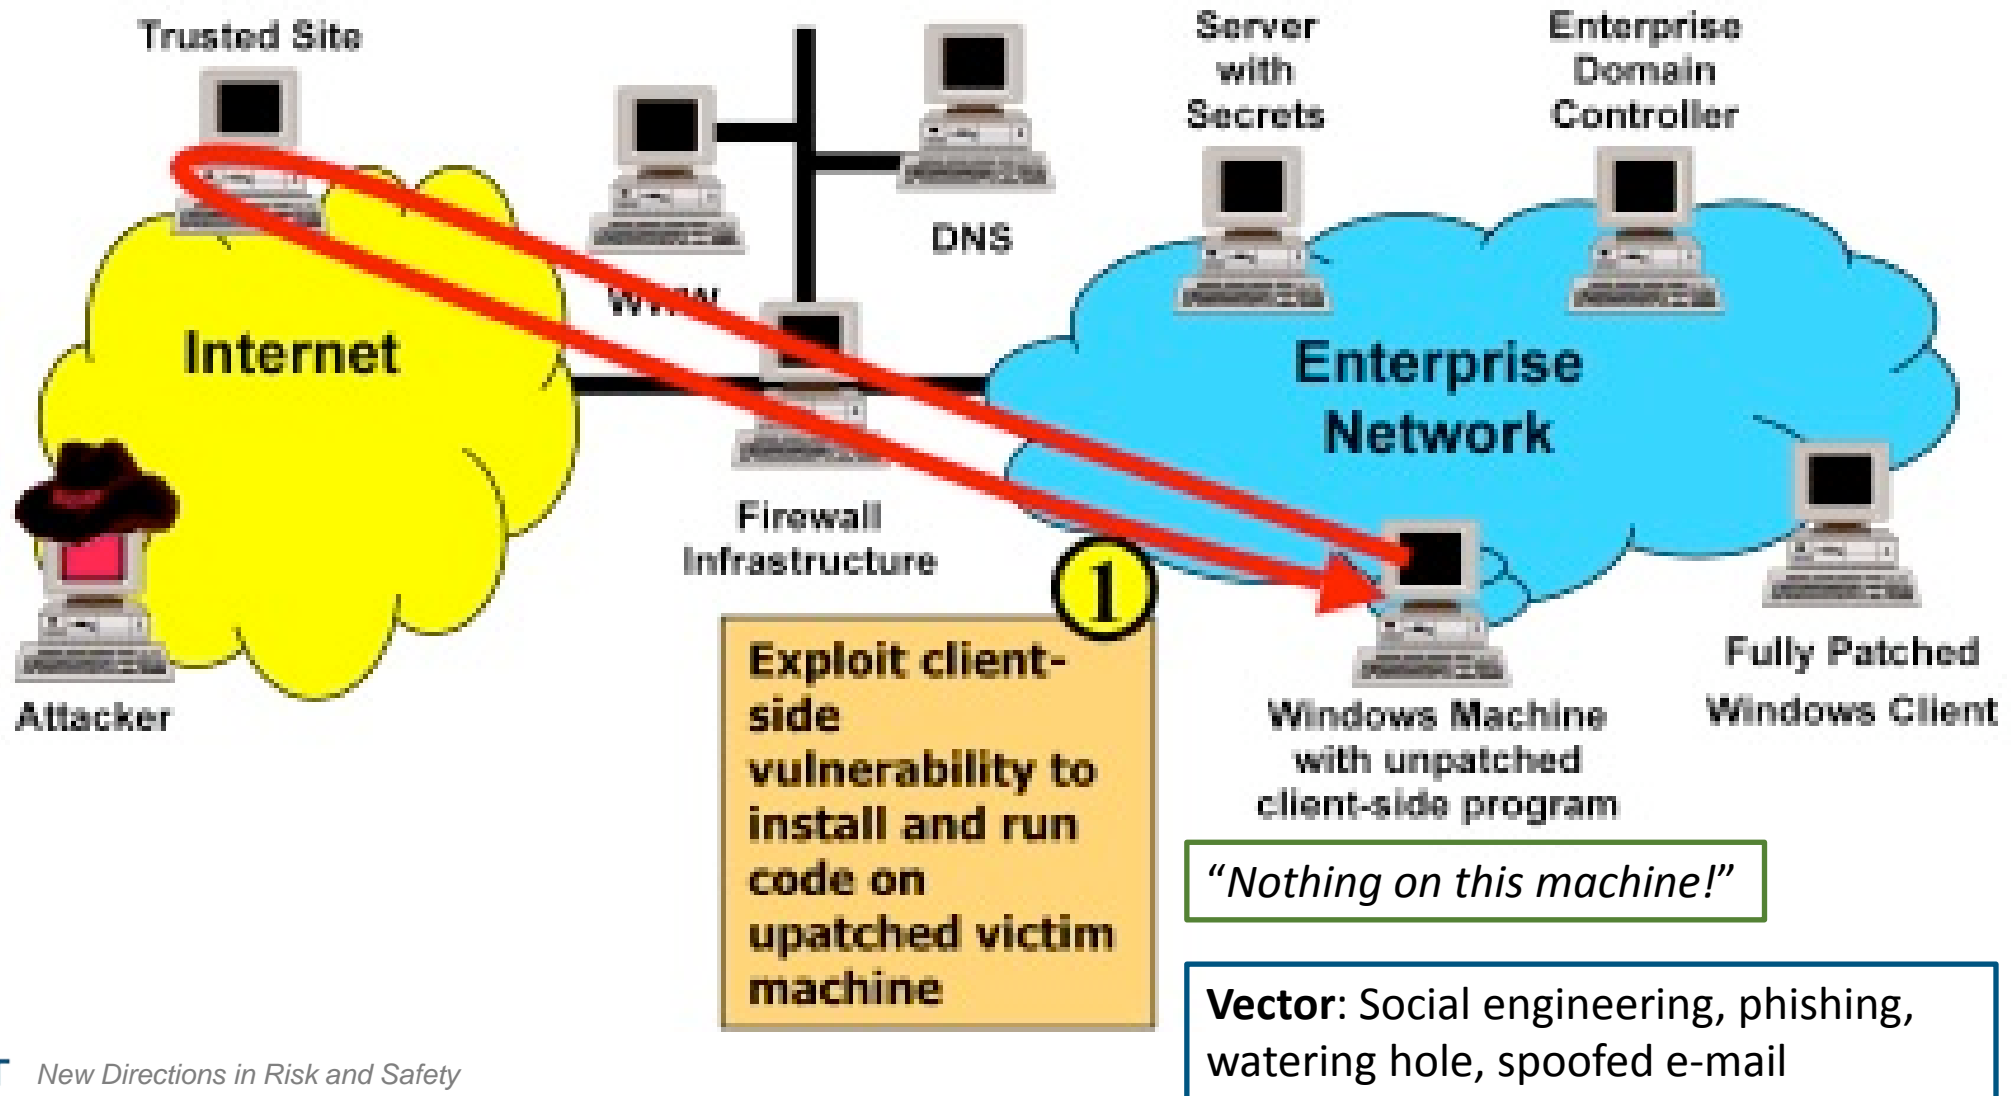 Trusted Site
Server
with
Secrets
Enterprise
Domain
Controller
DNS
WWW
Internet
Enterprise
Network
Firewall
Infrastructure
Attacker
1
Exploit client-
side
vulnerability to
install and run
code on
upatched victim
machine
Fully Patched
Windows Client
Windows Machine
with unpatched
client-side program
“Nothing on this machine!”
Vector: Social engineering, phishing,
watering hole, spoofed e-mail
New Directions in Risk and Safety